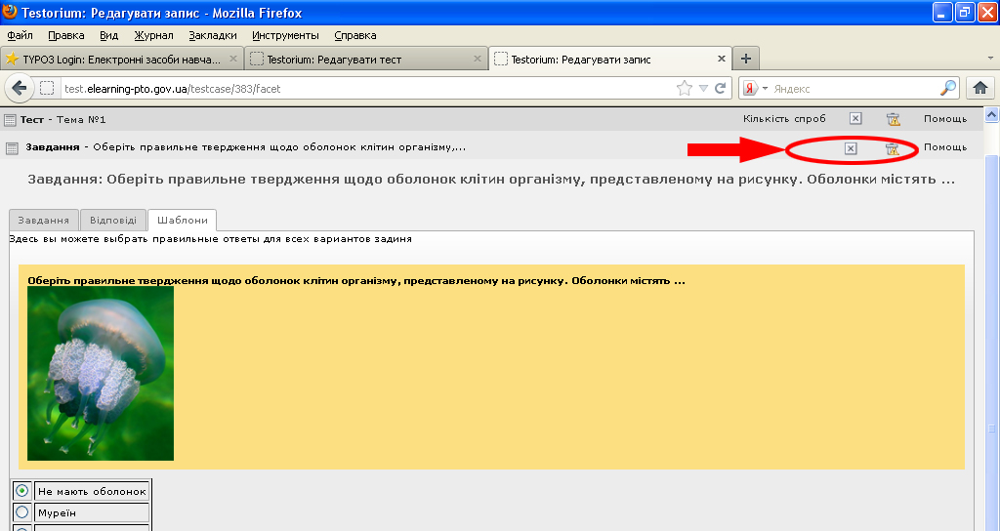 Testorium: Редагувати запис - Mozilla Firefox
Файл Правка Вид Журнал Закладки Инструменты Справка
TYPO3 Login: Електронні засоби навча... Testorium: Редагувати тест Testorium: Редагувати запис
test.elearning-pto.gov.ua/testcase/383/facet Я Яндекс
Тест - Тема №1 Кількість спроб Помощь
Завдання - Оберіть правильне твердження щодо оболонок клітин організму,... Помощь
Завдання: Оберіть правильне твердження щодо оболонок клітин організму, представленому на рисунку. Оболонки містять ...
Завдання Відповіді Шаблони
Здесь вы можете выбрать правильные ответы для всех вариантов задиня
Оберіть правильне твердження щодо оболонок клітин організму, представленому на рисунку. Оболонки містять ...
Не мають оболонок
Муреїн